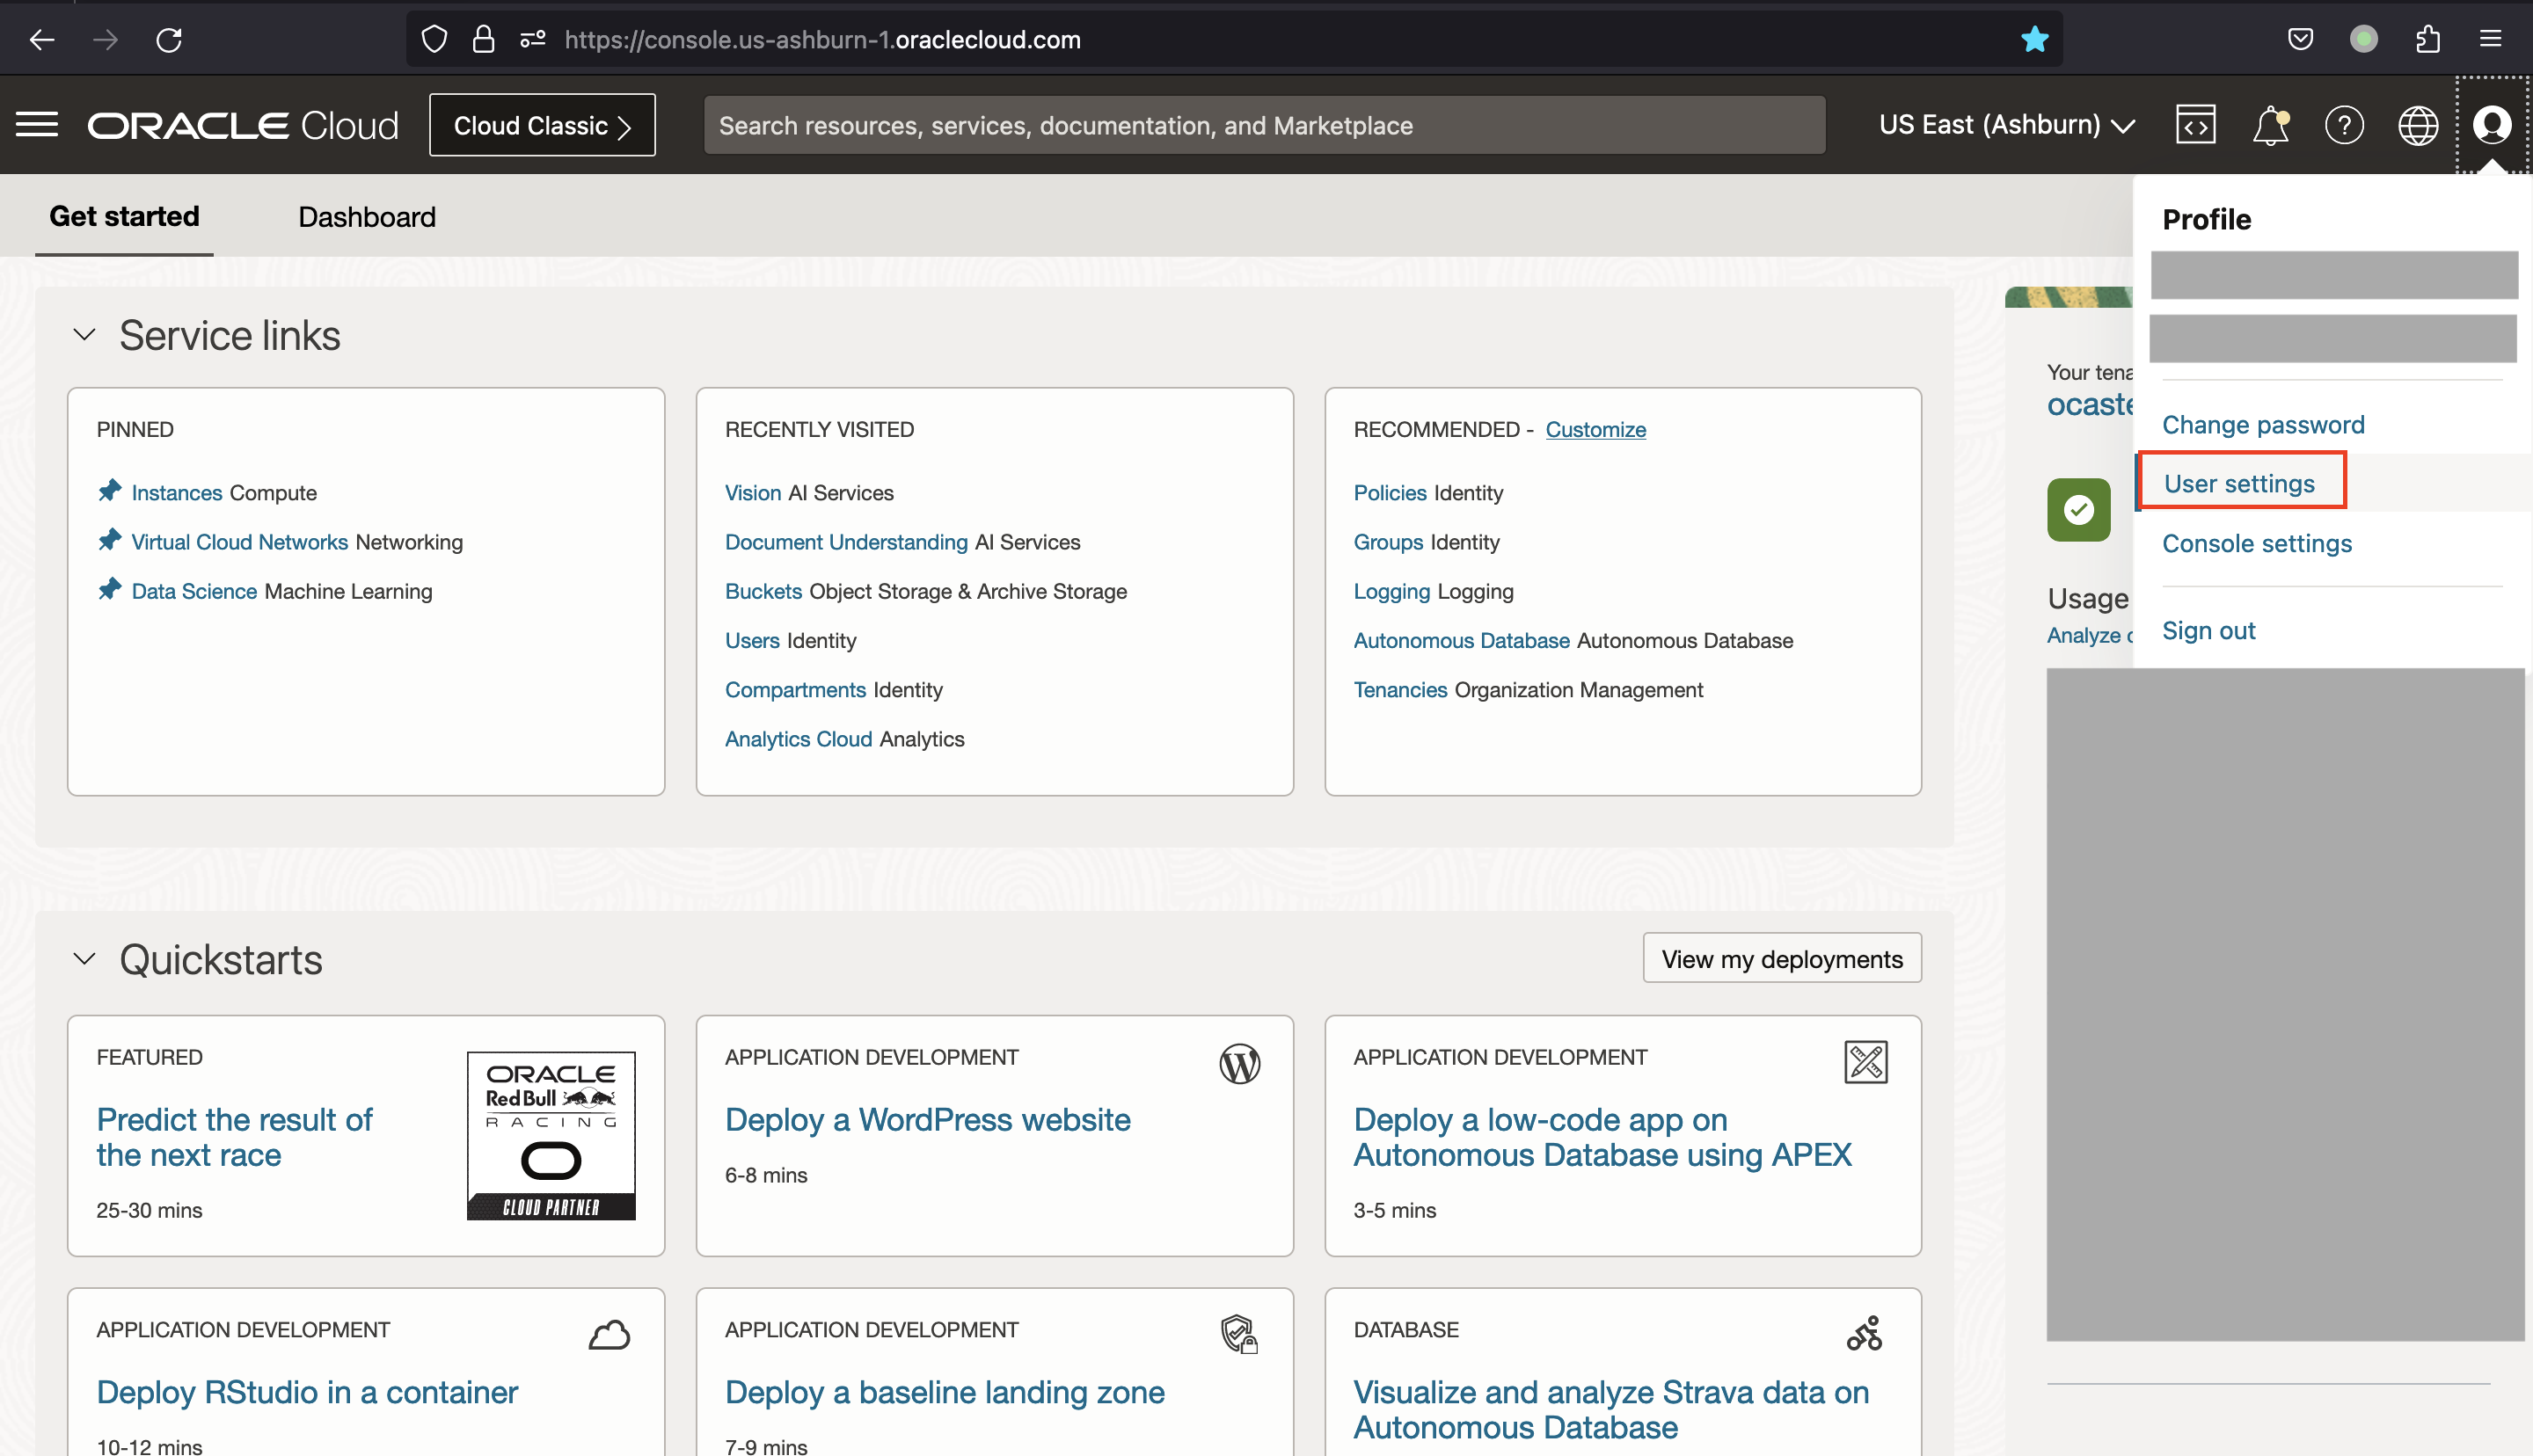 https://console.us-ashburn-1.oraclecloud.com
ORACLE Cloud
Cloud Classic
Search resources, services, documentation, and Marketplace
US East (Ashburn)
Get started
Dashboard
Profile
Change password
User settings
Console settings
Sign out
Service links
PINNED
Instances Compute
Virtual Cloud Networks Networking
Data Science Machine Learning
RECENTLY VISITED
Vision AI Services
Document Understanding AI Services
Buckets Object Storage & Archive Storage
Users Identity
Compartments Identity
Analytics Cloud Analytics
RECOMMENDED - Customize
Policies Identity
Groups Identity
Logging Logging
Autonomous Database Autonomous Database
Tenancies Organization Management
Your tena
ocaste
Usage
Analyze c
Quickstarts
View my deployments
FEATURED
Predict the result of
the next race
25-30 mins
ORACLE
Red Bull
RACING
CLOUD PARTNER
APPLICATION DEVELOPMENT
Deploy a WordPress website
6-8 mins
APPLICATION DEVELOPMENT
Deploy a low-code app on
Autonomous Database using APEX
3-5 mins
APPLICATION DEVELOPMENT
Deploy RStudio in a container
10-12 mins
APPLICATION DEVELOPMENT
Deploy a baseline landing zone
7-9 mins
DATABASE
Visualize and analyze Strava data on
Autonomous Database